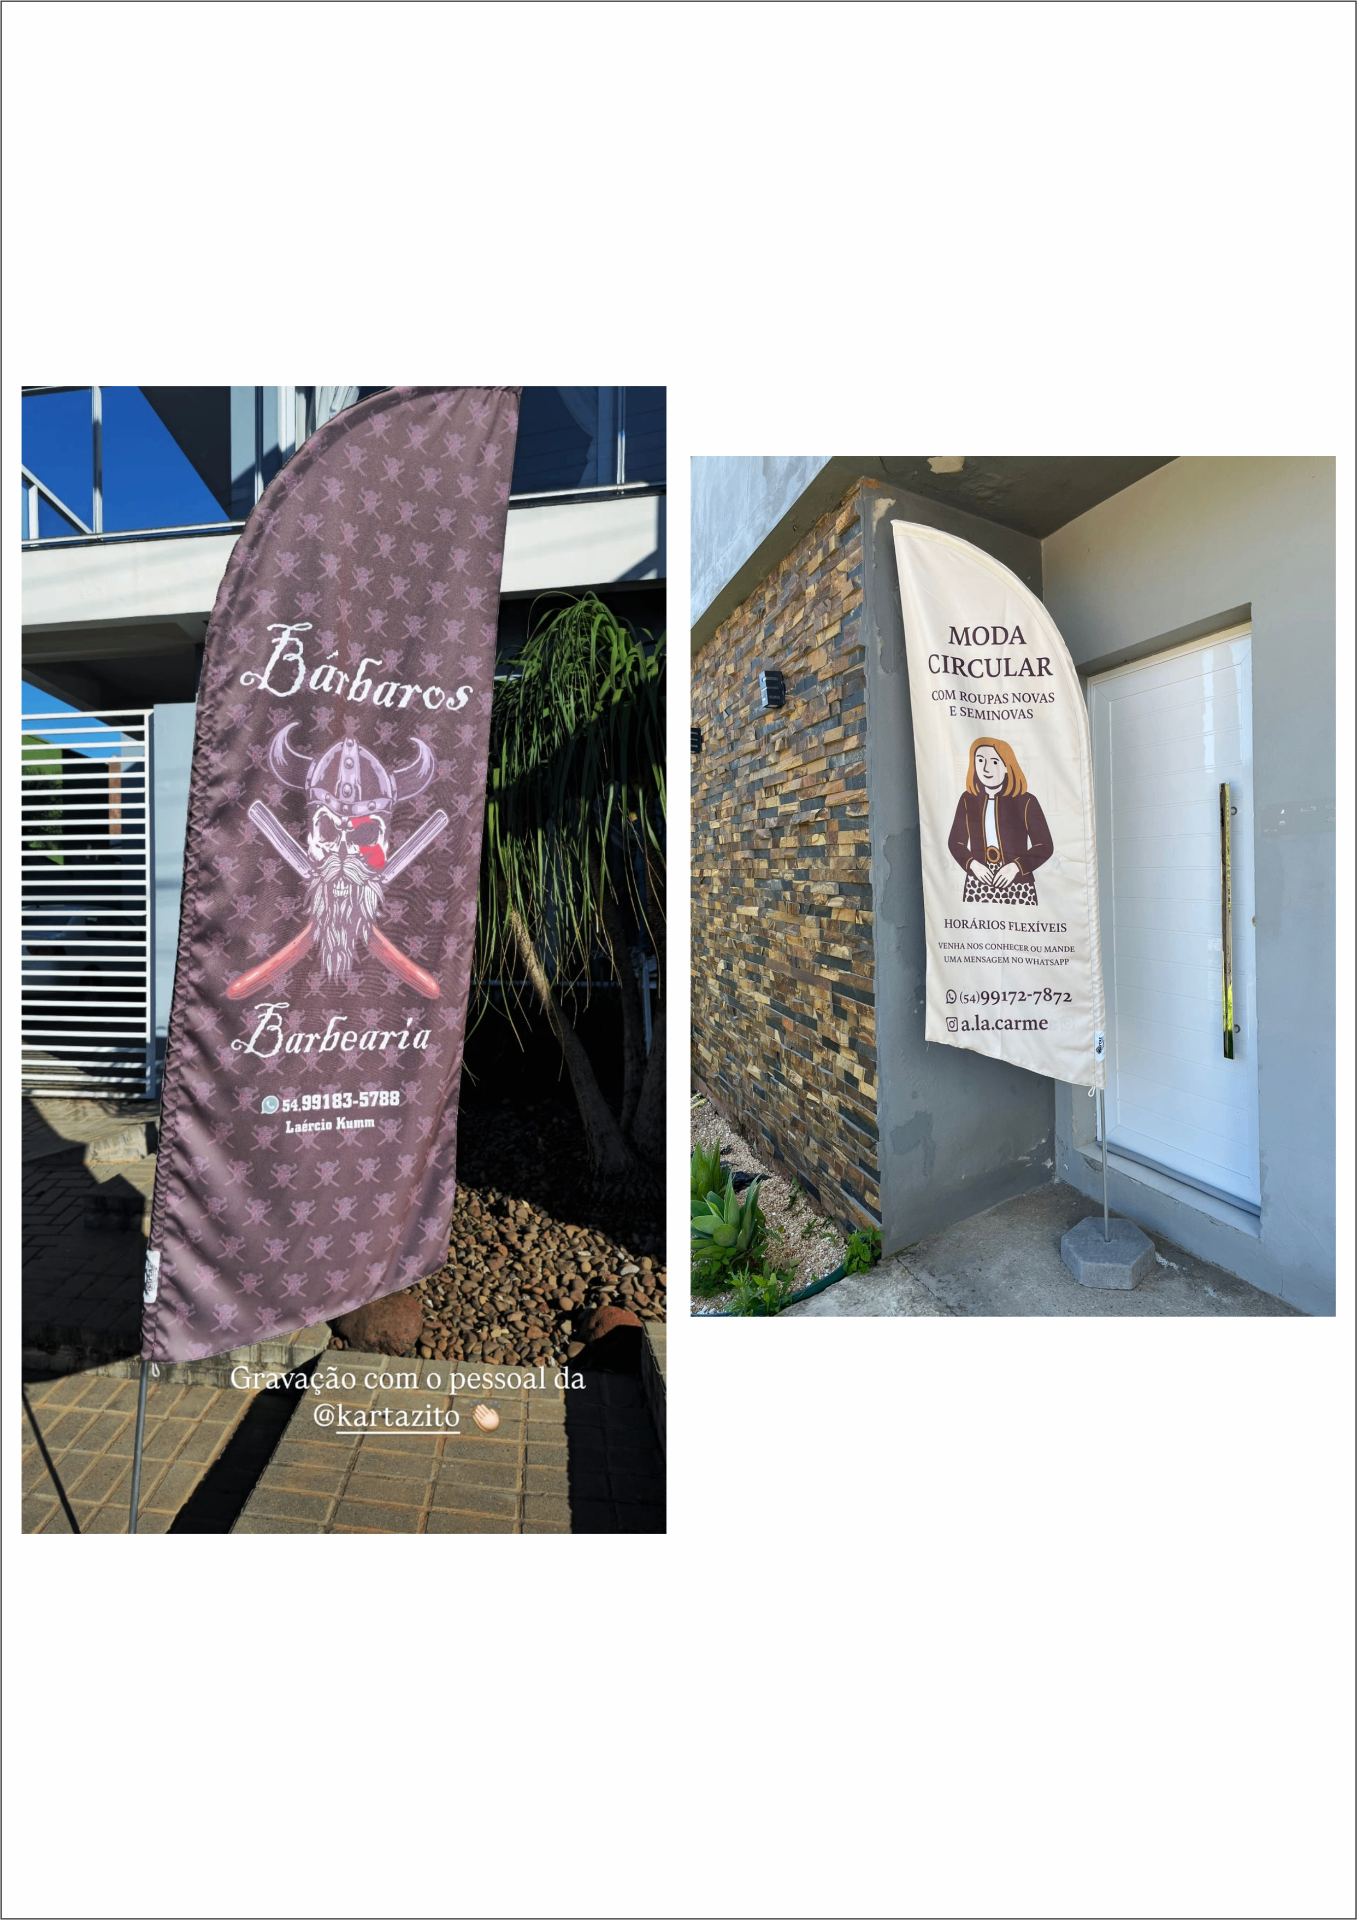 Bárbaros
Barbearia
54.99183-5788
Laércio Kumm
Gravação com o pessoal da
@kartazito
MODA
CIRCULAR
COM ROUPAS NOVAS
E SEMINOVAS
HORÁRIOS FLEXÍVEIS
VENHA NOS CONHECER OU MANDE
UMA MENSAGEM NO WHATSAPP
(54)99172-7872
a.la.carme